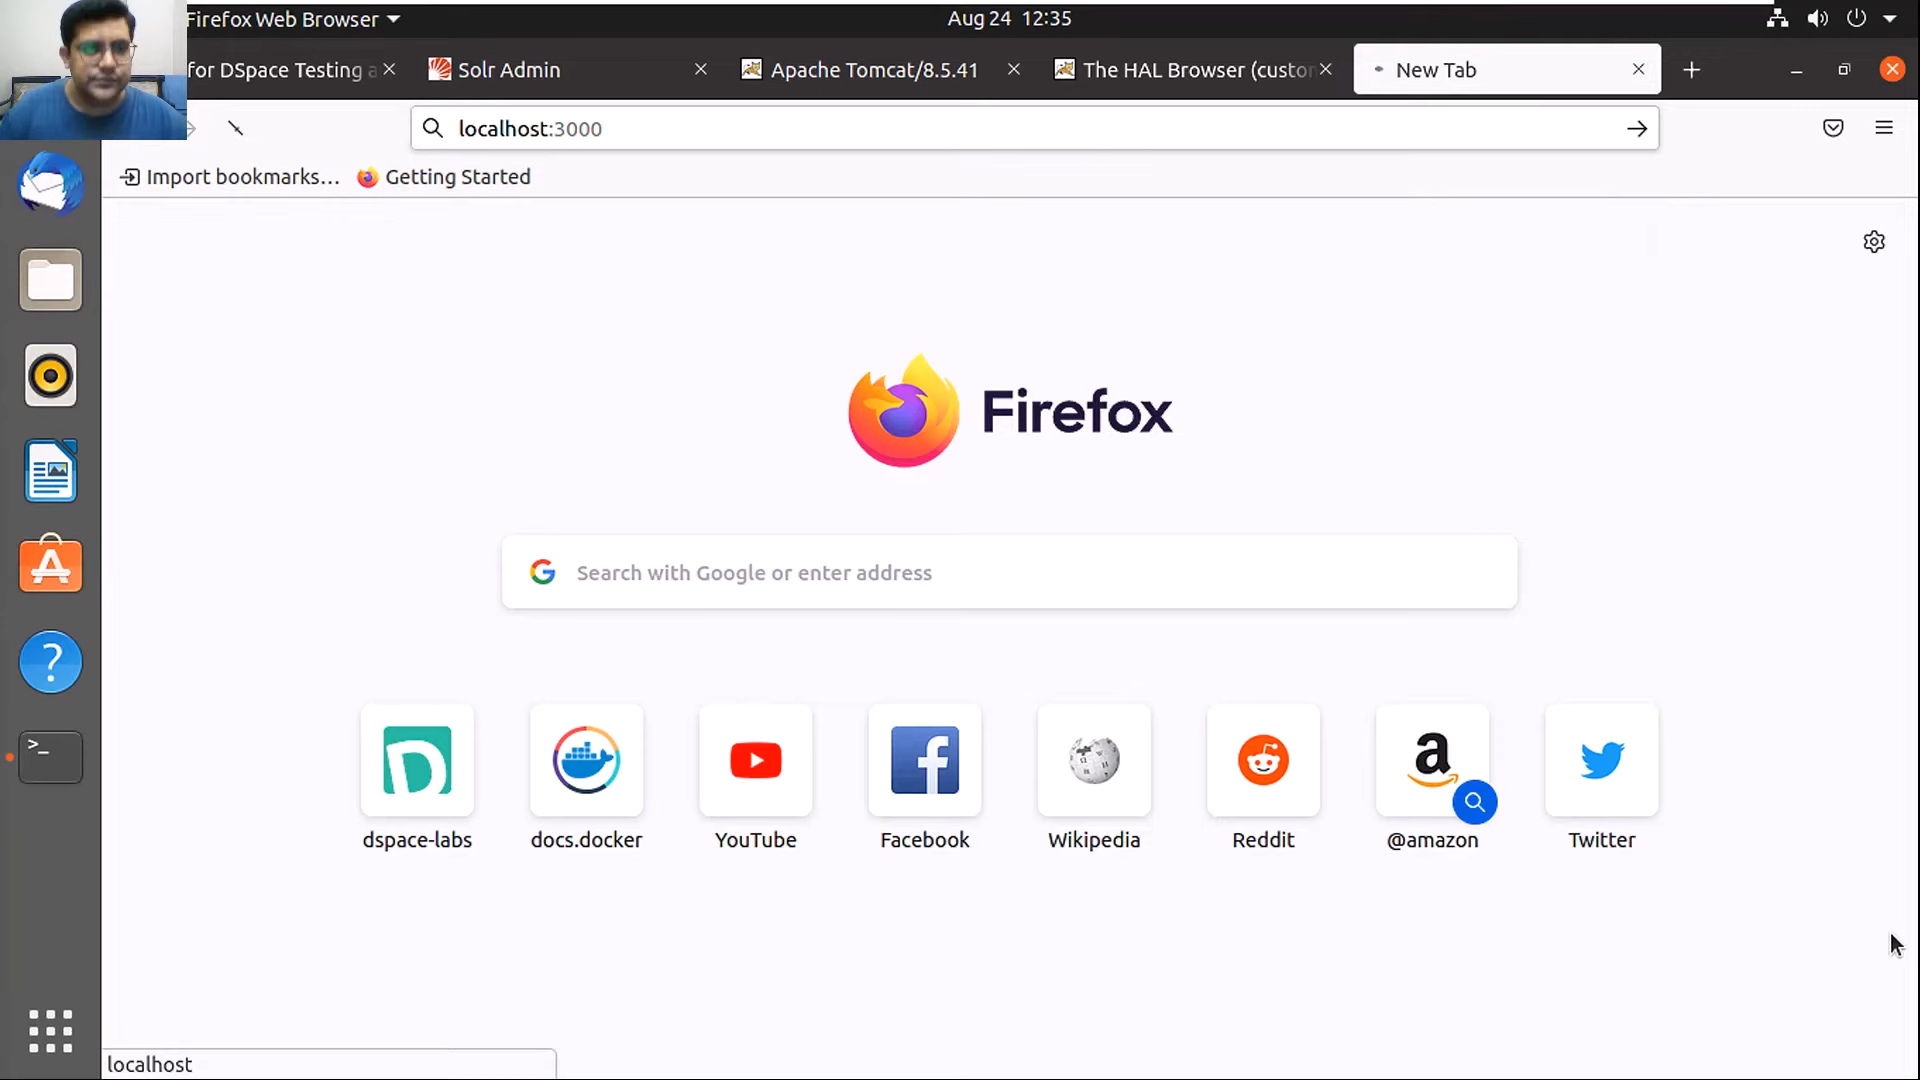 Firefox Web Browser
Aug 24 12:35
for DSpace Testing a
Solr Admin
Apache Tomcat/8.5.41
The HAL Browser (custor
New Tab
localhost:3000
Import bookmarks...
Getting Started
Firefox
Search with Google or enter address
dspace-labs
docs.docker
YouTube
Facebook
Wikipedia
Reddit
@amazon
Twitter
localhost